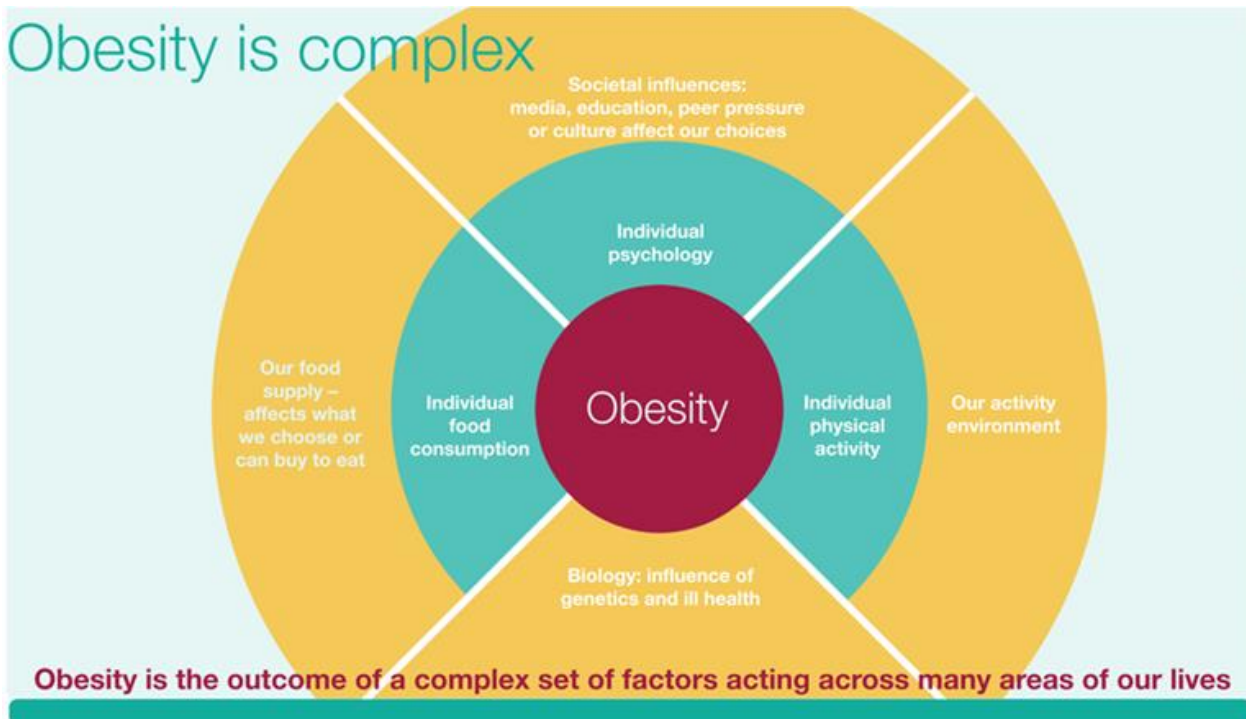 Obesity is complex
Societal influences:
media, education, peer pressure
or culture affect our choices
Individual
psychology
Our food
supply –
affects what
we choose or
can buy to eat
Individual
food
consumption
Obesity
Individual
physical
activity
Our activity
environment
Biology: influence of
genetics and ill health
Obesity is the outcome of a complex set of factors acting across many areas of our lives